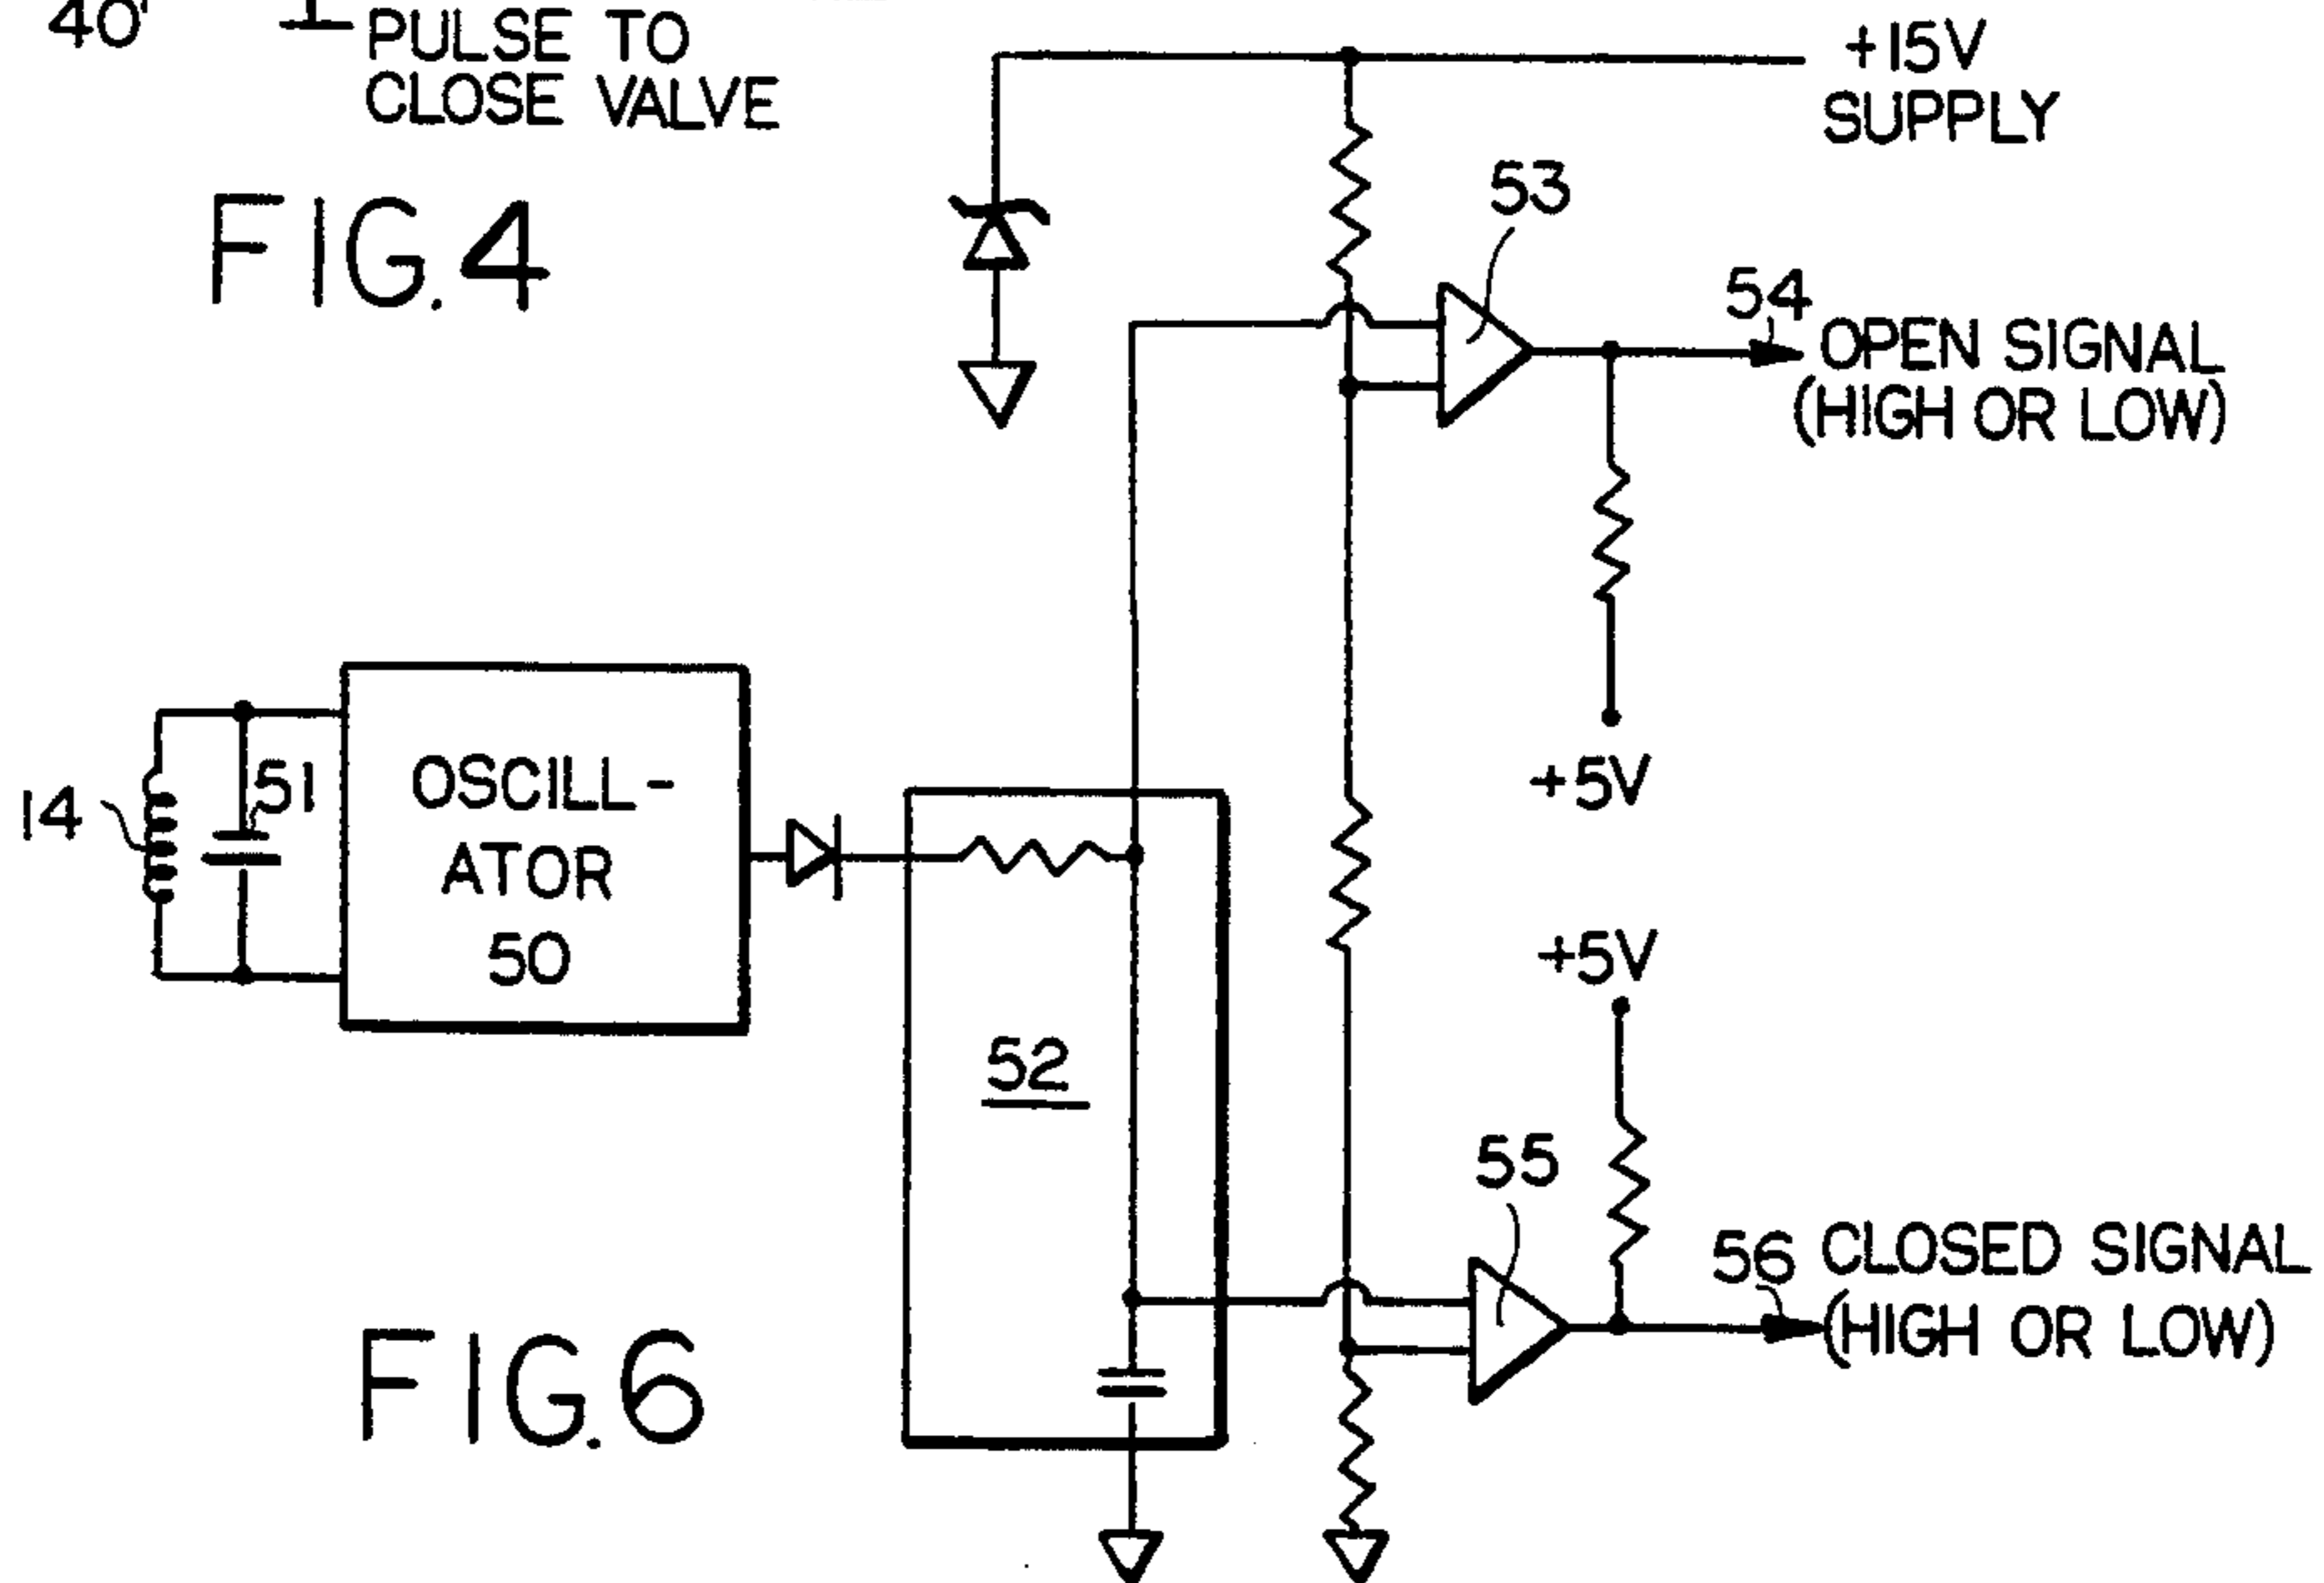 40'
PULSE TO
CLOSE VALVE
FIG.4
+15V
SUPPLY
53
54
OPEN SIGNAL
(HIGH OR LOW)
+5V
14
51
OSCILL-
ATOR
50
52
+5V
55
56
CLOSED SIGNAL
(HIGH OR LOW)
FIG.6